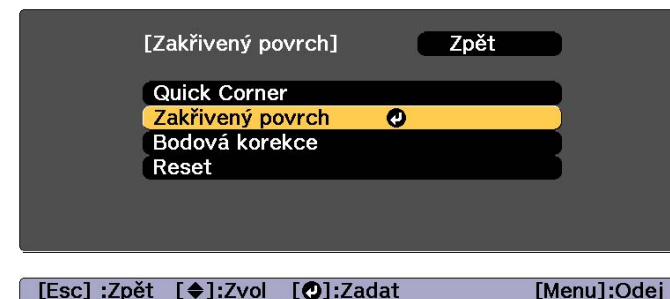 [Zakřivený povrch] Zpět
Quick Corner
Zakřivený povrch
Bodová korekce
Reset
[Esc] :Zpět [◆]:Zvol [↵]:Zadat [Menu]:Odej